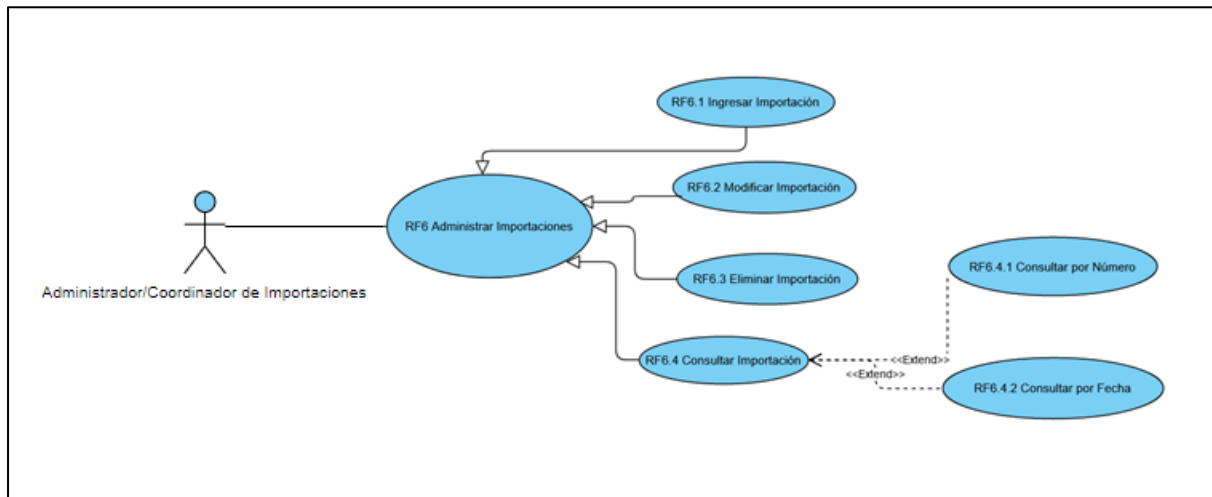 RF6.1 Ingresar Importación
RF6.2 Modificar Importación
RF6 Administrar Importaciones
RF6.3 Eliminar Importación
RF6.4.1 Consultar por Número
Administrador/Coordinador de Importaciones
RF6.4 Consultar Importación
<<Extend>>
<<Extend>>
RF6.4.2 Consultar por Fecha